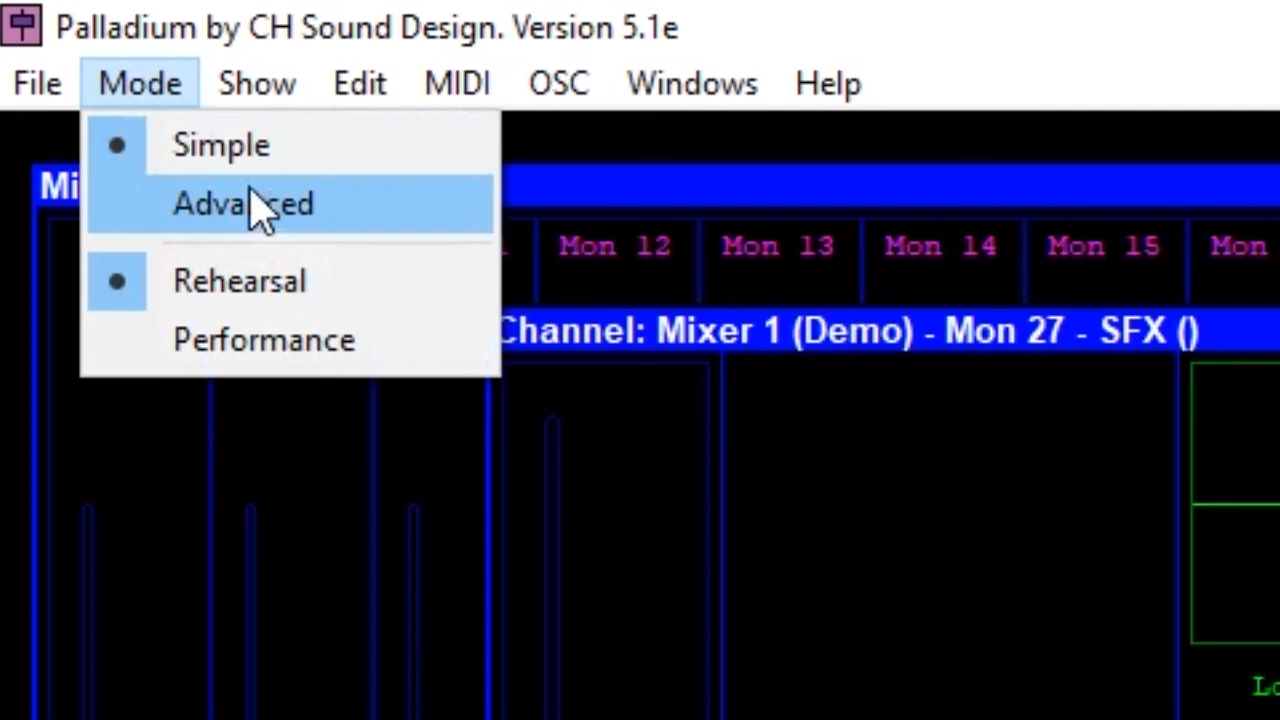 Palladium by CH Sound Design. Version 5.1e
File Mode Show Edit MIDI OSC Windows Help
Simple
Advanced
Rehearsal
Performance
Mon 12 Mon 13 Mon 14 Mon 15 Mon
Channel: Mixer 1 (Demo) - Mon 27 - SFX ()